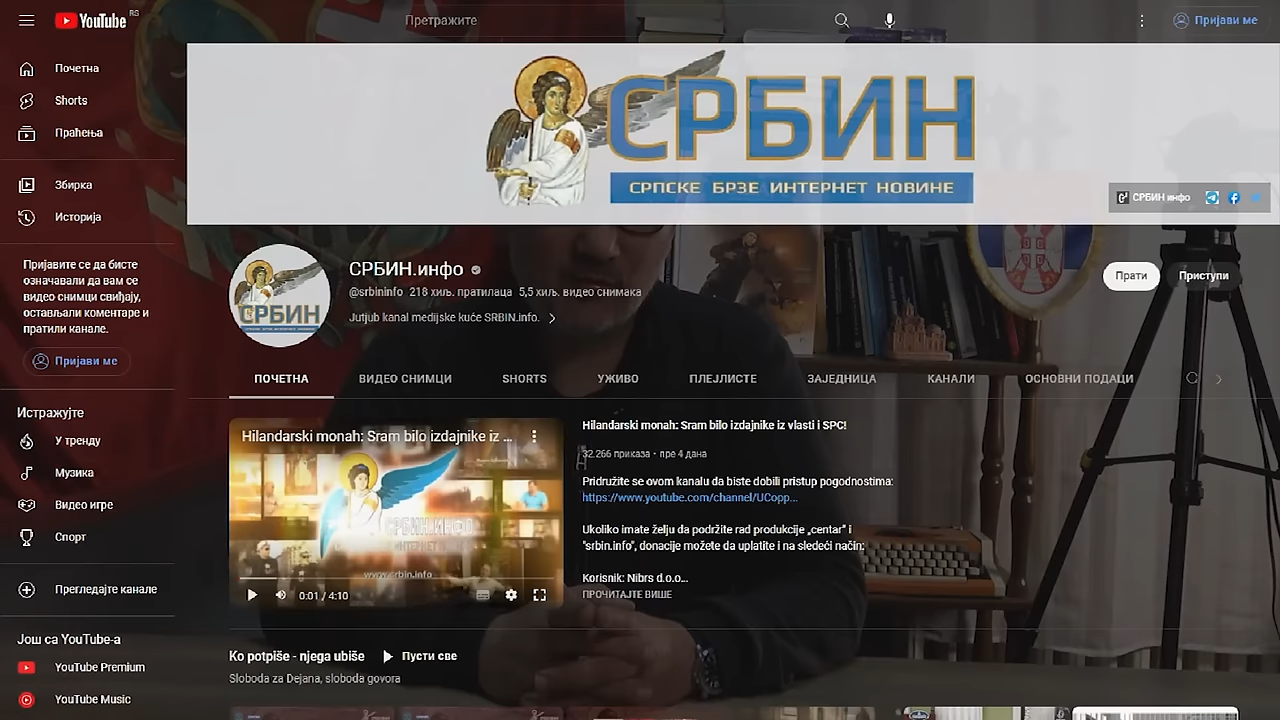 YouTube RS
Претражите
Пријави ме
Почетна
Shorts
Праћења
Збирка
Историја
Пријавите се да бисте
означавали да вам се
видео снимци свиђају,
остављали коментаре и
пратили канале.
Пријави ме
Истражујте
У тренду
Музика
Видео игре
Спорт
Прегледајте канале
Још са YouTube-а
YouTube Premium
YouTube Music
СРБИН
СРПСКЕ БРЗЕ ИНТЕРНЕТ НОВИНЕ
СРБИН инфо
СРБИН
СРБИН.инфо
@srbininfo 218 хиљ. пратилаца 5,5 хиљ. видео снимака
Jutjub kanal medijske kuće SRBIN.info.
Прати
Приступи
ПОЧЕТНА ВИДЕО СНИМЦИ SHORTS УЖИВО ПЛЕЈЛИСТЕ ЗАЈЕДНИЦА КАНАЛИ ОСНОВНИ ПОДАЦИ
Hilandarski monah: Sram bilo izdajnike iz ...
СРБИН.ИНФО
www.srbin.info
0:01 / 4:10
Hilandarski monah: Sram bilo izdajnike iz vlasti i SPC!
32.266 приказа • пре 4 дана
Pridružite se ovom kanalu da biste dobili pristup pogodnostima:
https://www.youtube.com/channel/UCopp...
Ukoliko imate želju da podržite rad produkcije „centar" i
"srbin.info", donacije možete da uplatite i na sledeći način:
Korisnik: Nibrs d.o.o...
ПРОЧИТАЈТЕ ВИШЕ
Ko potpiše - njega ubiše
Пусти све
Sloboda za Dejana, sloboda govora